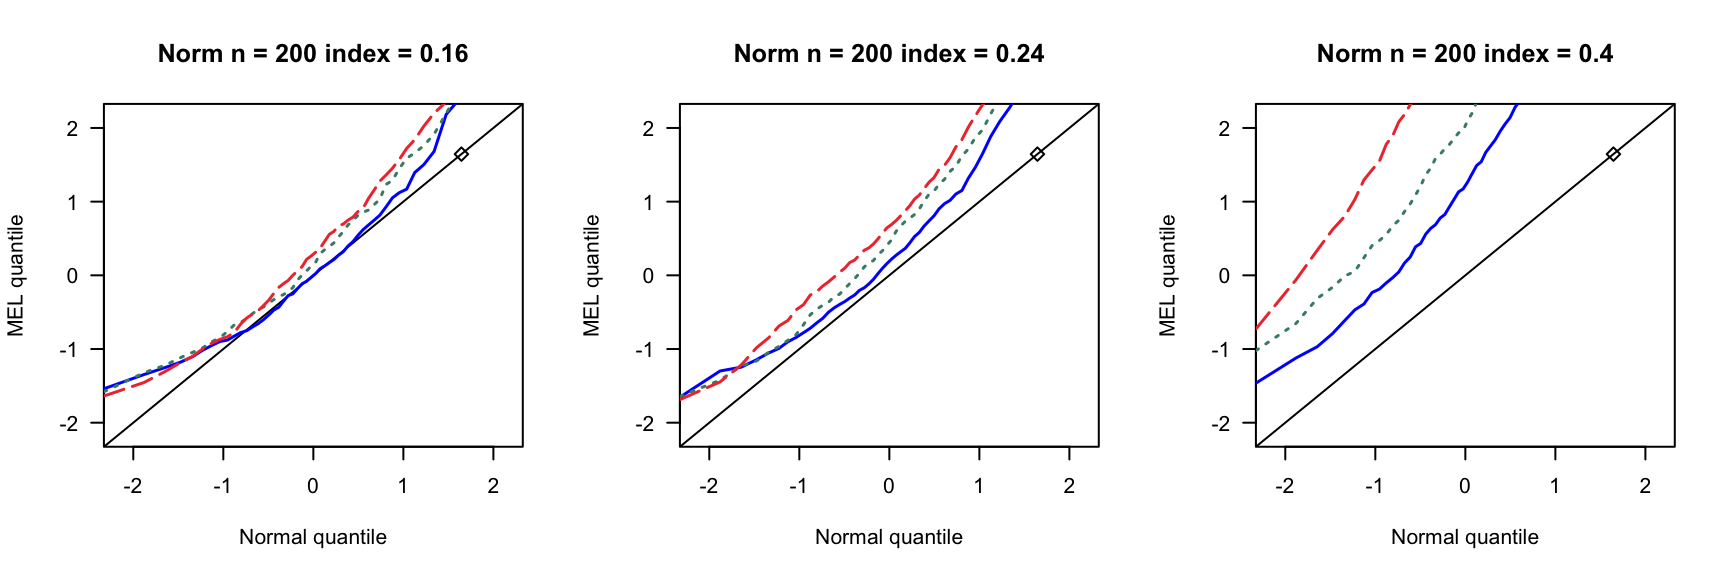 Norm n = 200 index = 0.16
MEL quantile
2
1
0
-1
-2
-2 -1 0 1 2
Normal quantile
Norm n = 200 index = 0.24
MEL quantile
2
1
0
-1
-2
-2 -1 0 1 2
Normal quantile
Norm n = 200 index = 0.4
MEL quantile
2
1
0
-1
-2
-2 -1 0 1 2
Normal quantile